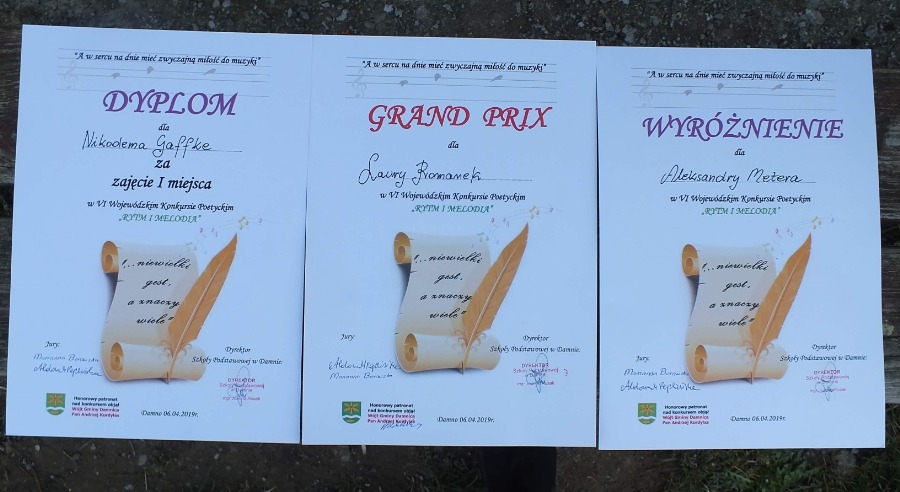 "A w sercu na dnie mieć zwyczajną miłość do muzyki"
DYPLOM
dla
Nikodema Gaffke
za
zajęcie I miejsca
w VI Wojewódzkim Konkursie Poetyckim
„RYTM I MELODIA”
"...niewielki
gest,
a znaczy
wiele"
Jury:
Dyrektor
Szkoły Podstawowej w Damnie:
DYREKTOR
Honorowy patronat
nad konkursem objął
Wójt Gminy Damnica
Pan Andrzej Kordylas
Damno 06.04.2019r.
"A w sercu na dnie mieć zwyczajną miłość do muzyki"
GRAND PRIX
dla
Laury Romanek
w VI Wojewódzkim Konkursie Poetyckim
„RYTM I MELODIA”
"...niewielki
gest,
a znaczy
wiele"
Jury:
Dyrektor
Szkoły Podstawowej w Damnie:
DYREKTOR
Honorowy patronat
nad konkursem objął
Wójt Gminy Damnica
Pan Andrzej Kordylas
Damno 06.04.2019r.
"A w sercu na dnie mieć zwyczajną miłość do muzyki"
WYRÓŻNIENIE
dla
Aleksandry Metera
w VI Wojewódzkim Konkursie Poetyckim
„RYTM I MELODIA”
"...niewielki
gest,
a znaczy
wiele"
Jury:
Dyrektor
Szkoły Podstawowej w Damnie:
DYREKTOR
Honorowy patronat
nad konkursem objął
Wójt Gminy Damnica
Pan Andrzej Kordylas
Damno 06.04.2019r.